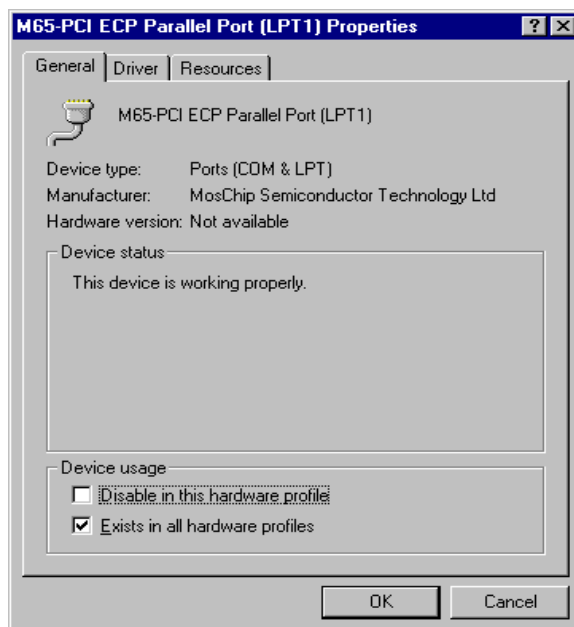 M65-PCI ECP Parallel Port (LPT1) Properties
General Driver Resources
M65-PCI ECP Parallel Port (LPT1)
Device type: Ports (COM & LPT)
Manufacturer: MosChip Semiconductor Technology Ltd
Hardware version: Not available
Device status
This device is working properly.
Device usage
Disable in this hardware profile
Exists in all hardware profiles
OK Cancel